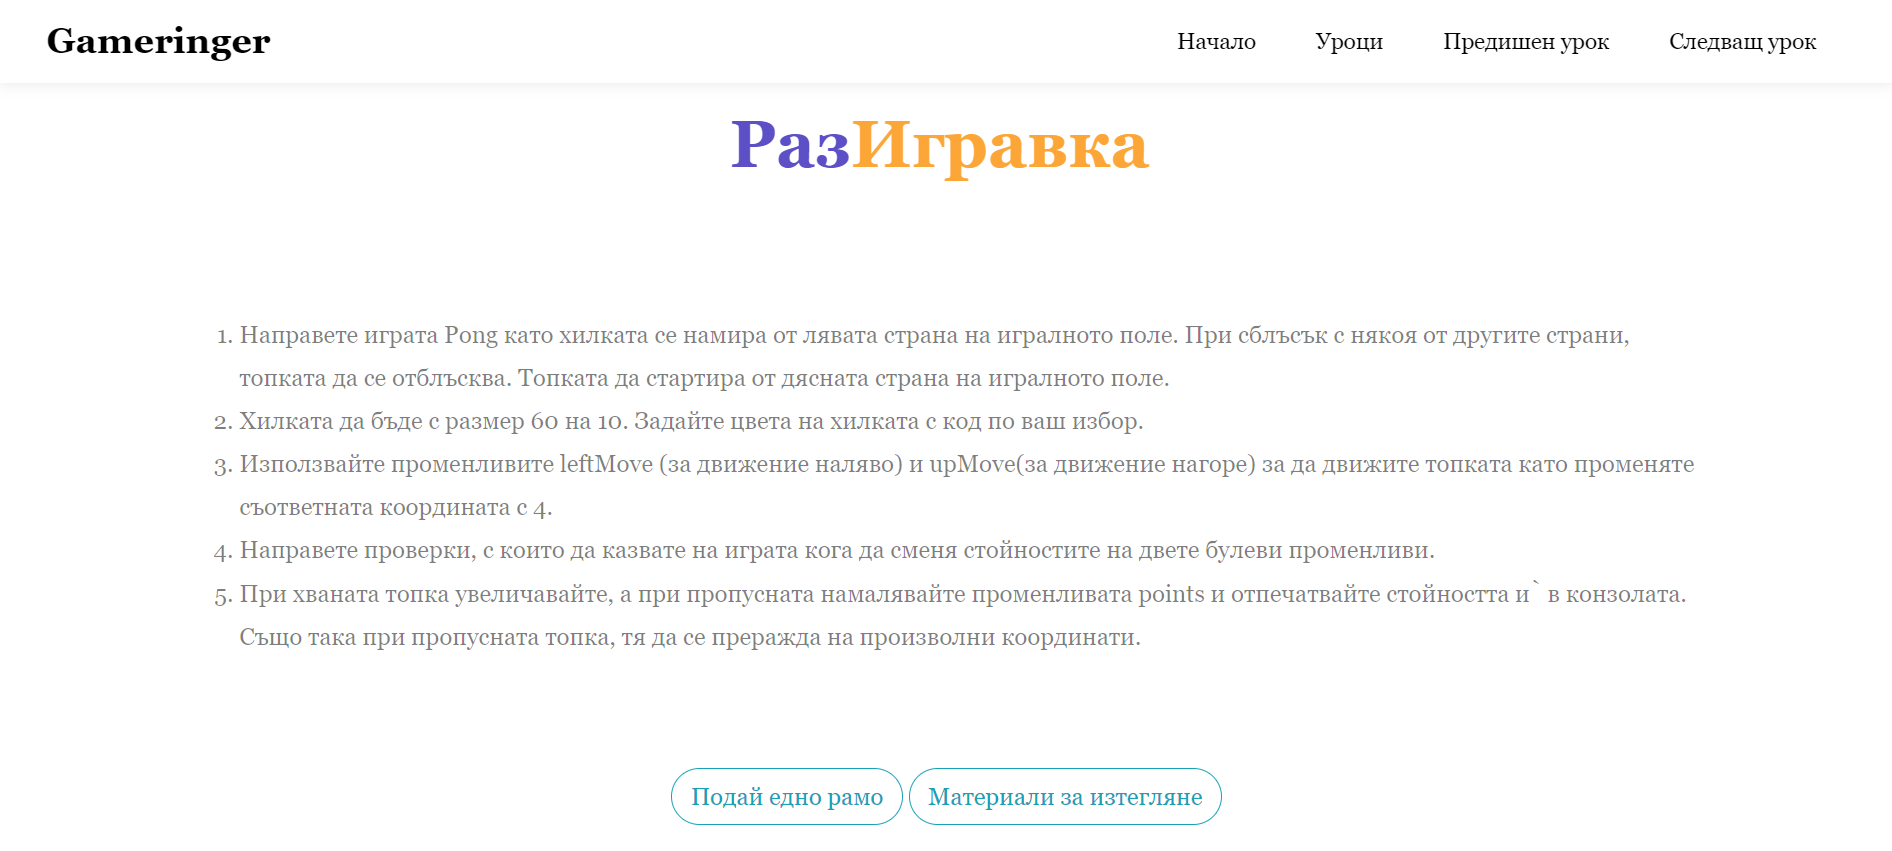 Gameringer
Начало Уроци Предишен урок Следващ урок
РазИгравка
1. Направете играта Pong като хилката се намира от лявата страна на игралното поле. При сблъсък с някоя от другите страни,
топката да се отблъсква. Топката да стартира от дясната страна на игралното поле.
2. Хилката да бъде с размер 60 на 10. Задайте цвета на хилката с код по ваш избор.
3. Използвайте променливите leftMove (за движение наляво) и upMove(за движение нагоре) за да движите топката като променяте
съответната координата с 4.
4. Направете проверки, с които да казвате на играта кога да сменя стойностите на двете булеви променливи.
5. При хваната топка увеличавайте, а при пропусната намалявайте променливата points и отпечатвайте стойността и` в конзолата.
Също така при пропусната топка, тя да се преражда на произволни координати.
Подай едно рамо Материали за изтегляне